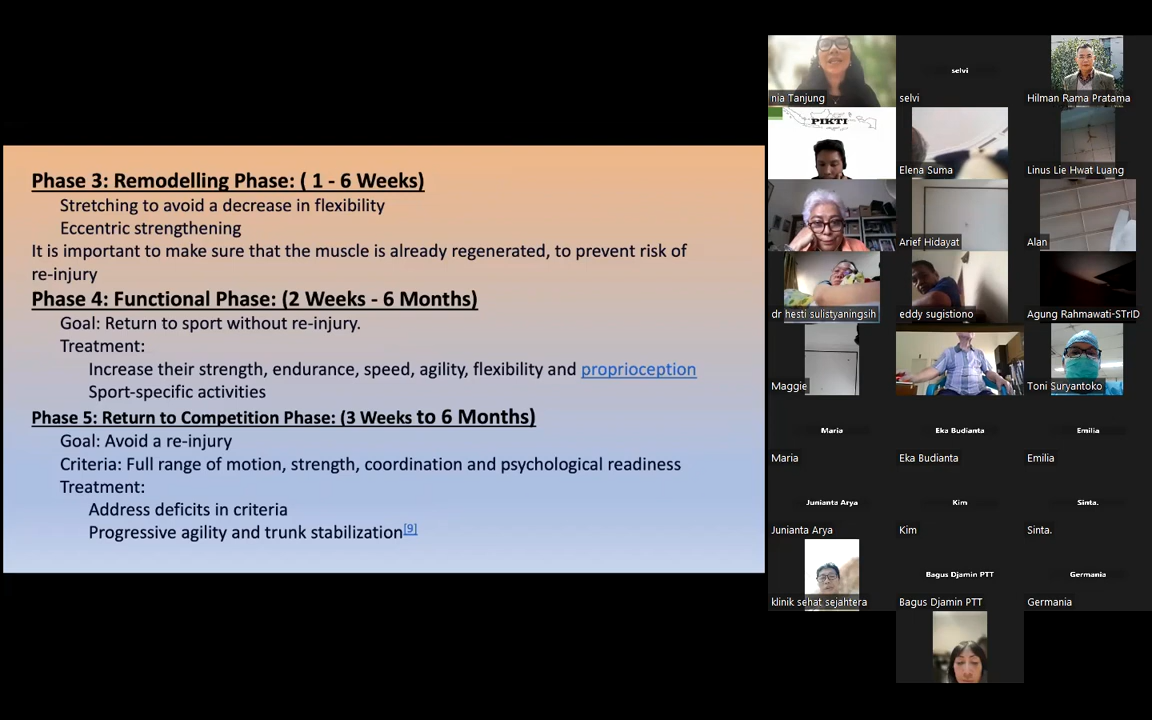 Phase 3: Remodelling Phase: ( 1 - 6 Weeks)
Stretching to avoid a decrease in flexibility
Eccentric strengthening
It is important to make sure that the muscle is already regenerated, to prevent risk of
re-injury
Phase 4: Functional Phase: (2 Weeks - 6 Months)
Goal: Return to sport without re-injury.
Treatment:
Increase their strength, endurance, speed, agility, flexibility and proprioception
Sport-specific activities
Phase 5: Return to Competition Phase: (3 Weeks to 6 Months)
Goal: Avoid a re-injury
Criteria: Full range of motion, strength, coordination and psychological readiness
Treatment:
Address deficits in criteria
Progressive agility and trunk stabilization[9]
nia Tanjung
selvi
selvi
Hilman Rama Pratama
PIKTI
Elena Suma
Linus Lie Hwat Luang
Arief Hidayat
Alan
dr hesti sulistyaningsih
eddy sugistiono
Agung Rahmawati-STrID
Maggie
Toni Suryantoko
Maria
Eka Budianta
Emilia
Maria
Eka Budianta
Emilia
Junianta Arya
Kim
Sinta.
Junianta Arya
Kim
Sinta.
Bagus Djamin PTT
Germania
klinik sehat sejahtera
Bagus Djamin PTT
Germania